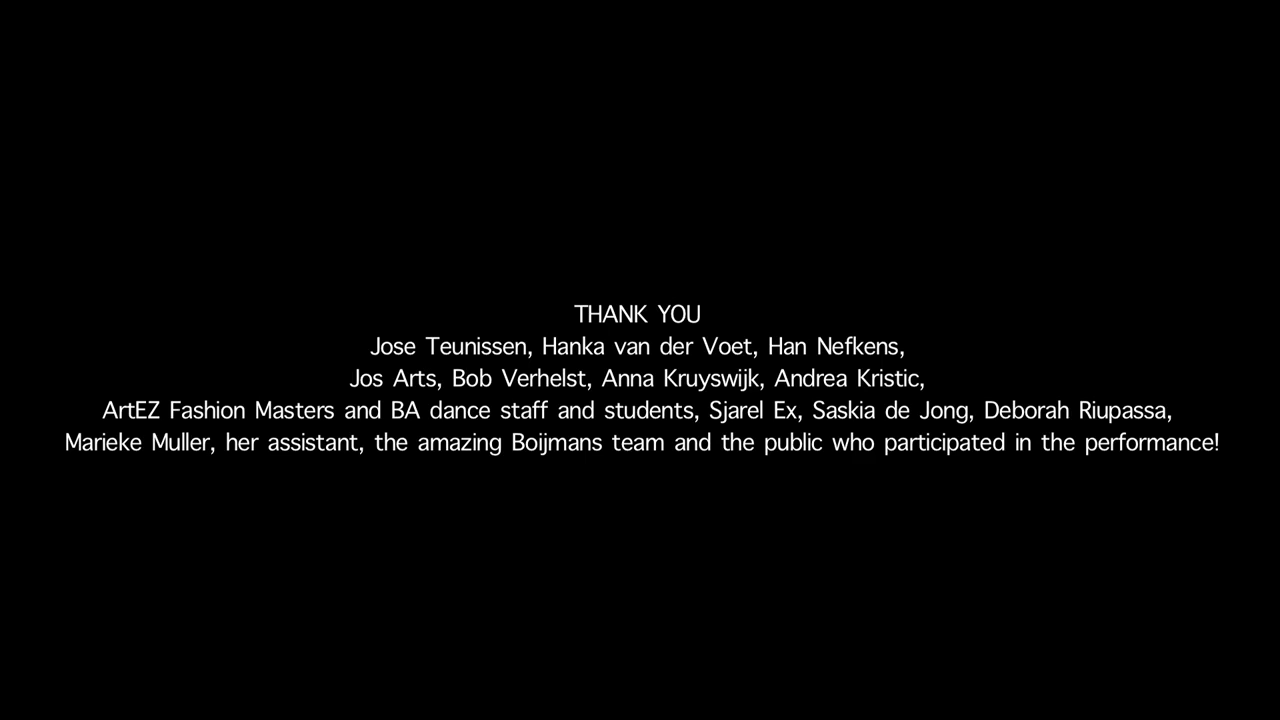 THANK YOU
Jose Teunissen, Hanka van der Voet, Han Nefkens,
Jos Arts, Bob Verhelst, Anna Kruyswijk, Andrea Kristic,
ArtEZ Fashion Masters and BA dance staff and students, Sjarel Ex, Saskia de Jong, Deborah Riupassa,
Marieke Muller, her assistant, the amazing Boijmans team and the public who participated in the performance!